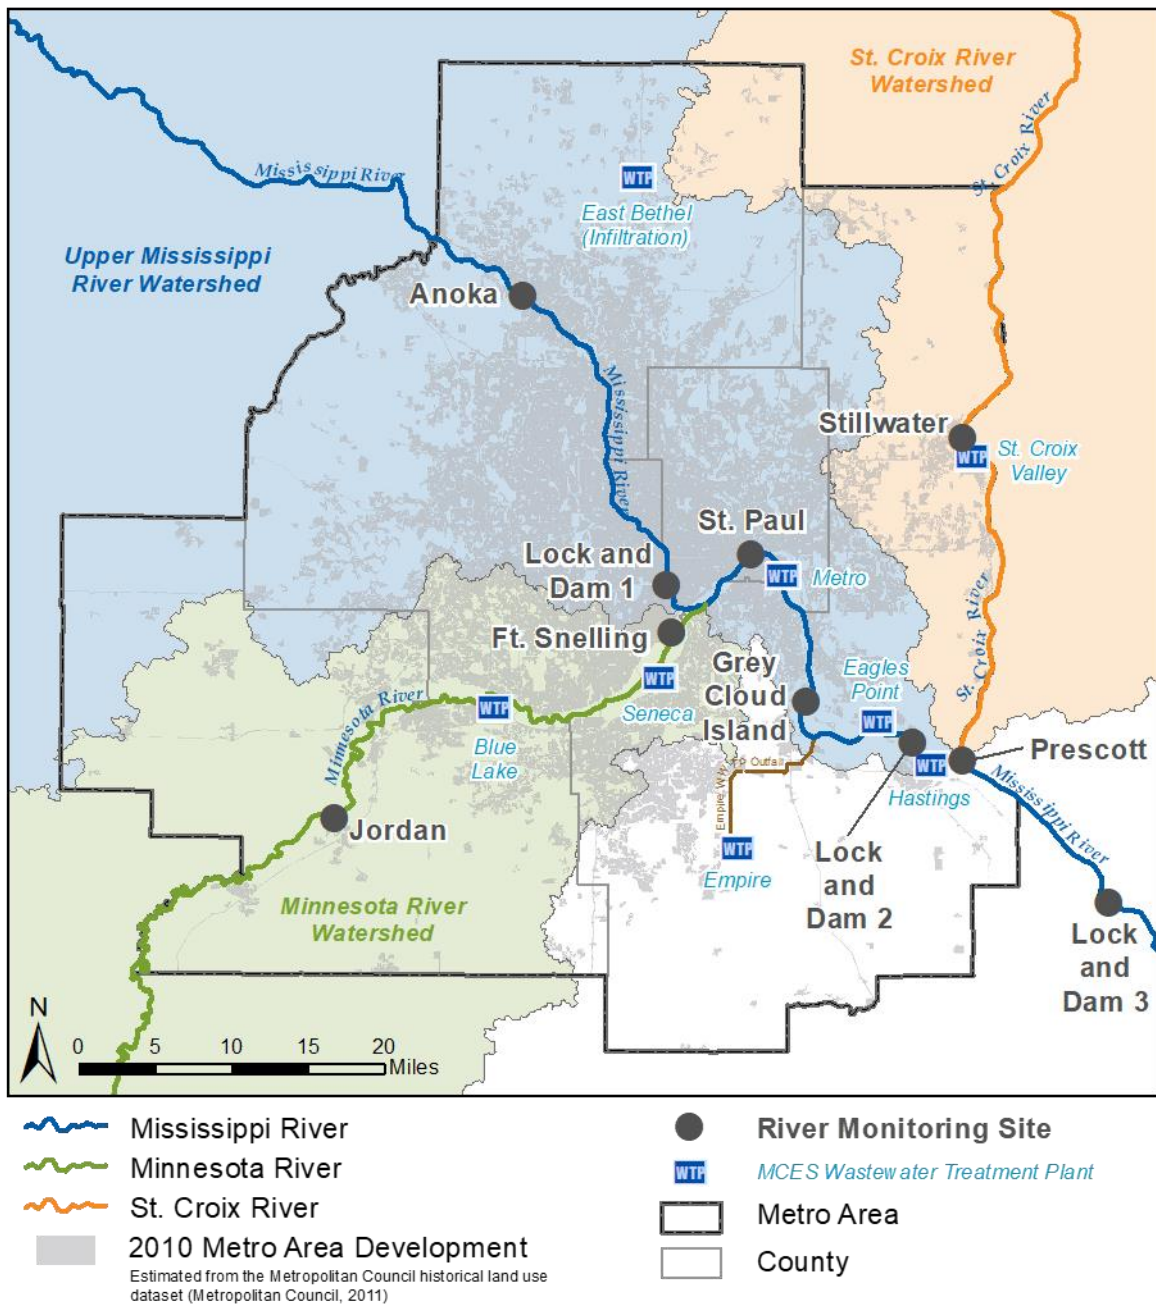 St. Croix River
Watershed
St. Croix River
Mississippi River
WTP
East Bethel
(Infiltration)
Upper Mississippi
River Watershed
Anoka
Mississippi River
Stillwater
WTP
St. Croix
Valley
St. Paul
Lock and
Dam 1
WTP
Metro
Ft. Snelling
St. Croix River
Grey
Cloud
Island
Eagles
Point
WTP
WTP
Seneca
Minnesota River
WTP
Blue
Lake
Prescott
WTP
Hastings
Mississippi River
Empire WWTP Outfall
WTP
Empire
Jordan
Lock
and
Dam 2
Minnesota River
Watershed
Lock
and
Dam 3
N
0 5 10 15 20
Miles
Mississippi River
Minnesota River
St. Croix River
2010 Metro Area Development
Estimated from the Metropolitan Council historical land use
dataset (Metropolitan Council, 2011)
River Monitoring Site
WTP MCES Wastewater Treatment Plant
Metro Area
County